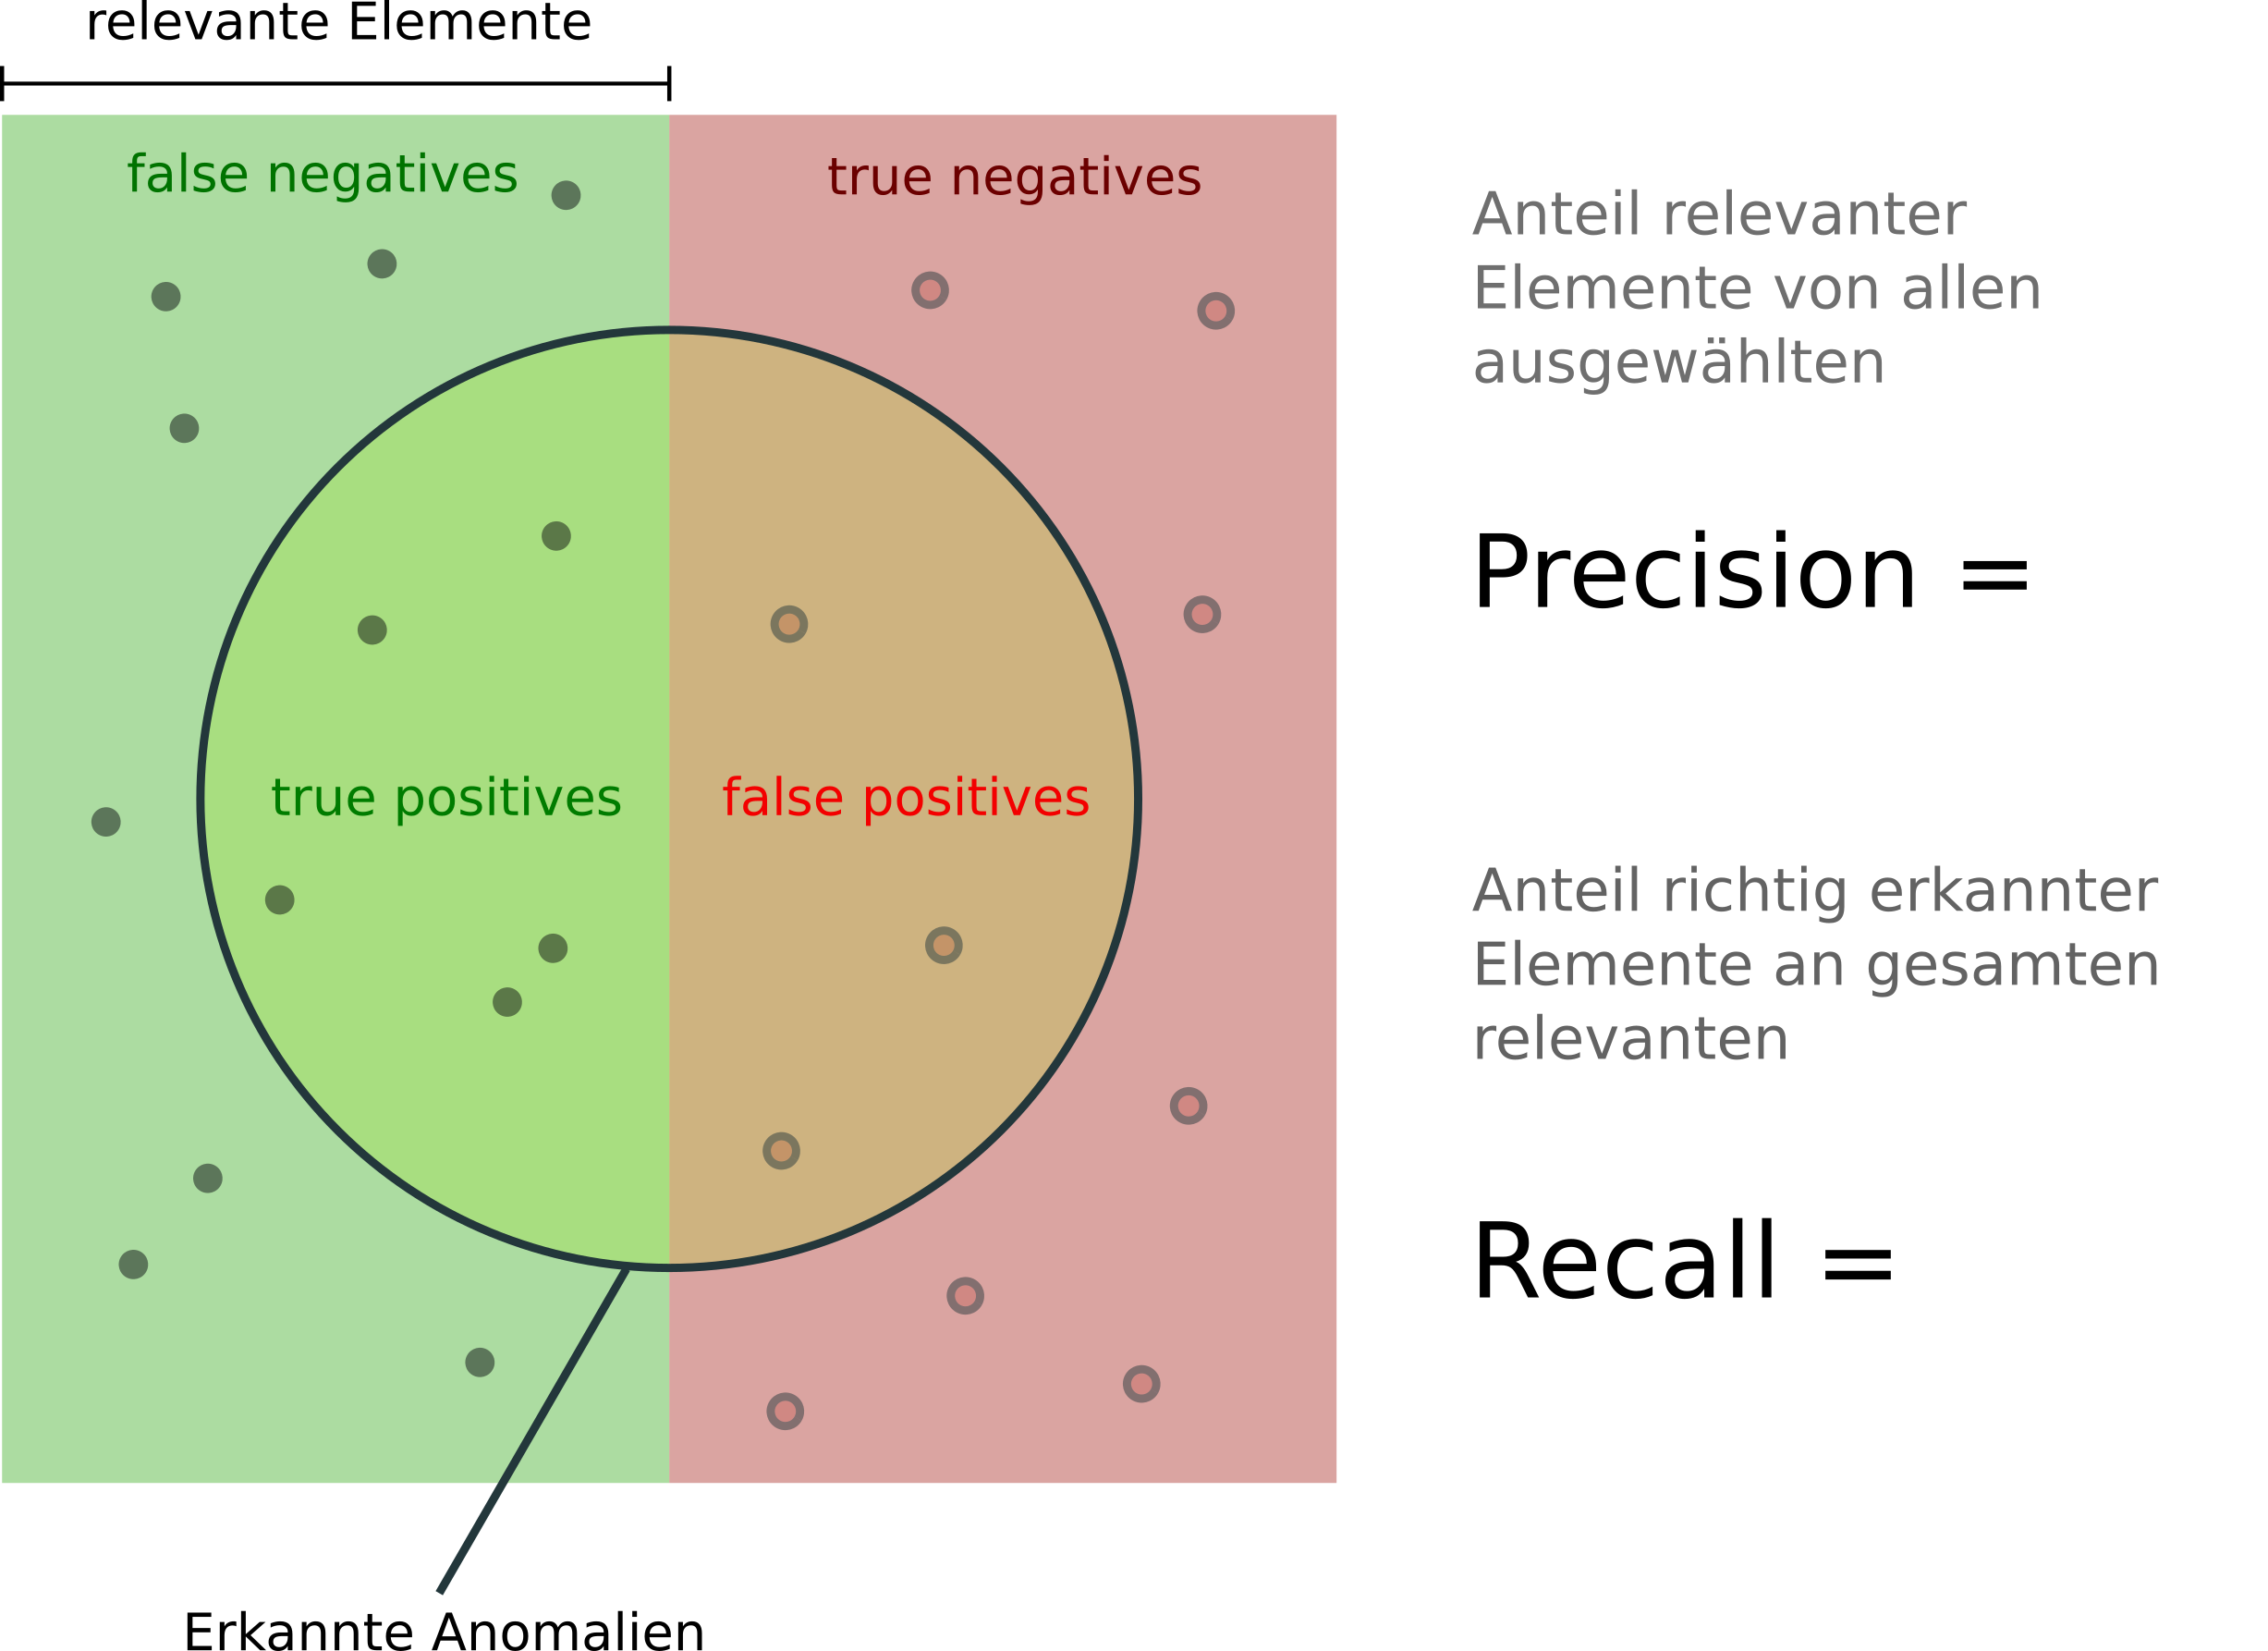 relevante Elemente
false negatives
true negatives
true positives
false positives
Erkannte Anomalien
Anteil relevanter
Elemente von allen
ausgewählten
Precision =
Anteil richtig erkannter
Elemente an gesamten
relevanten
Recall =